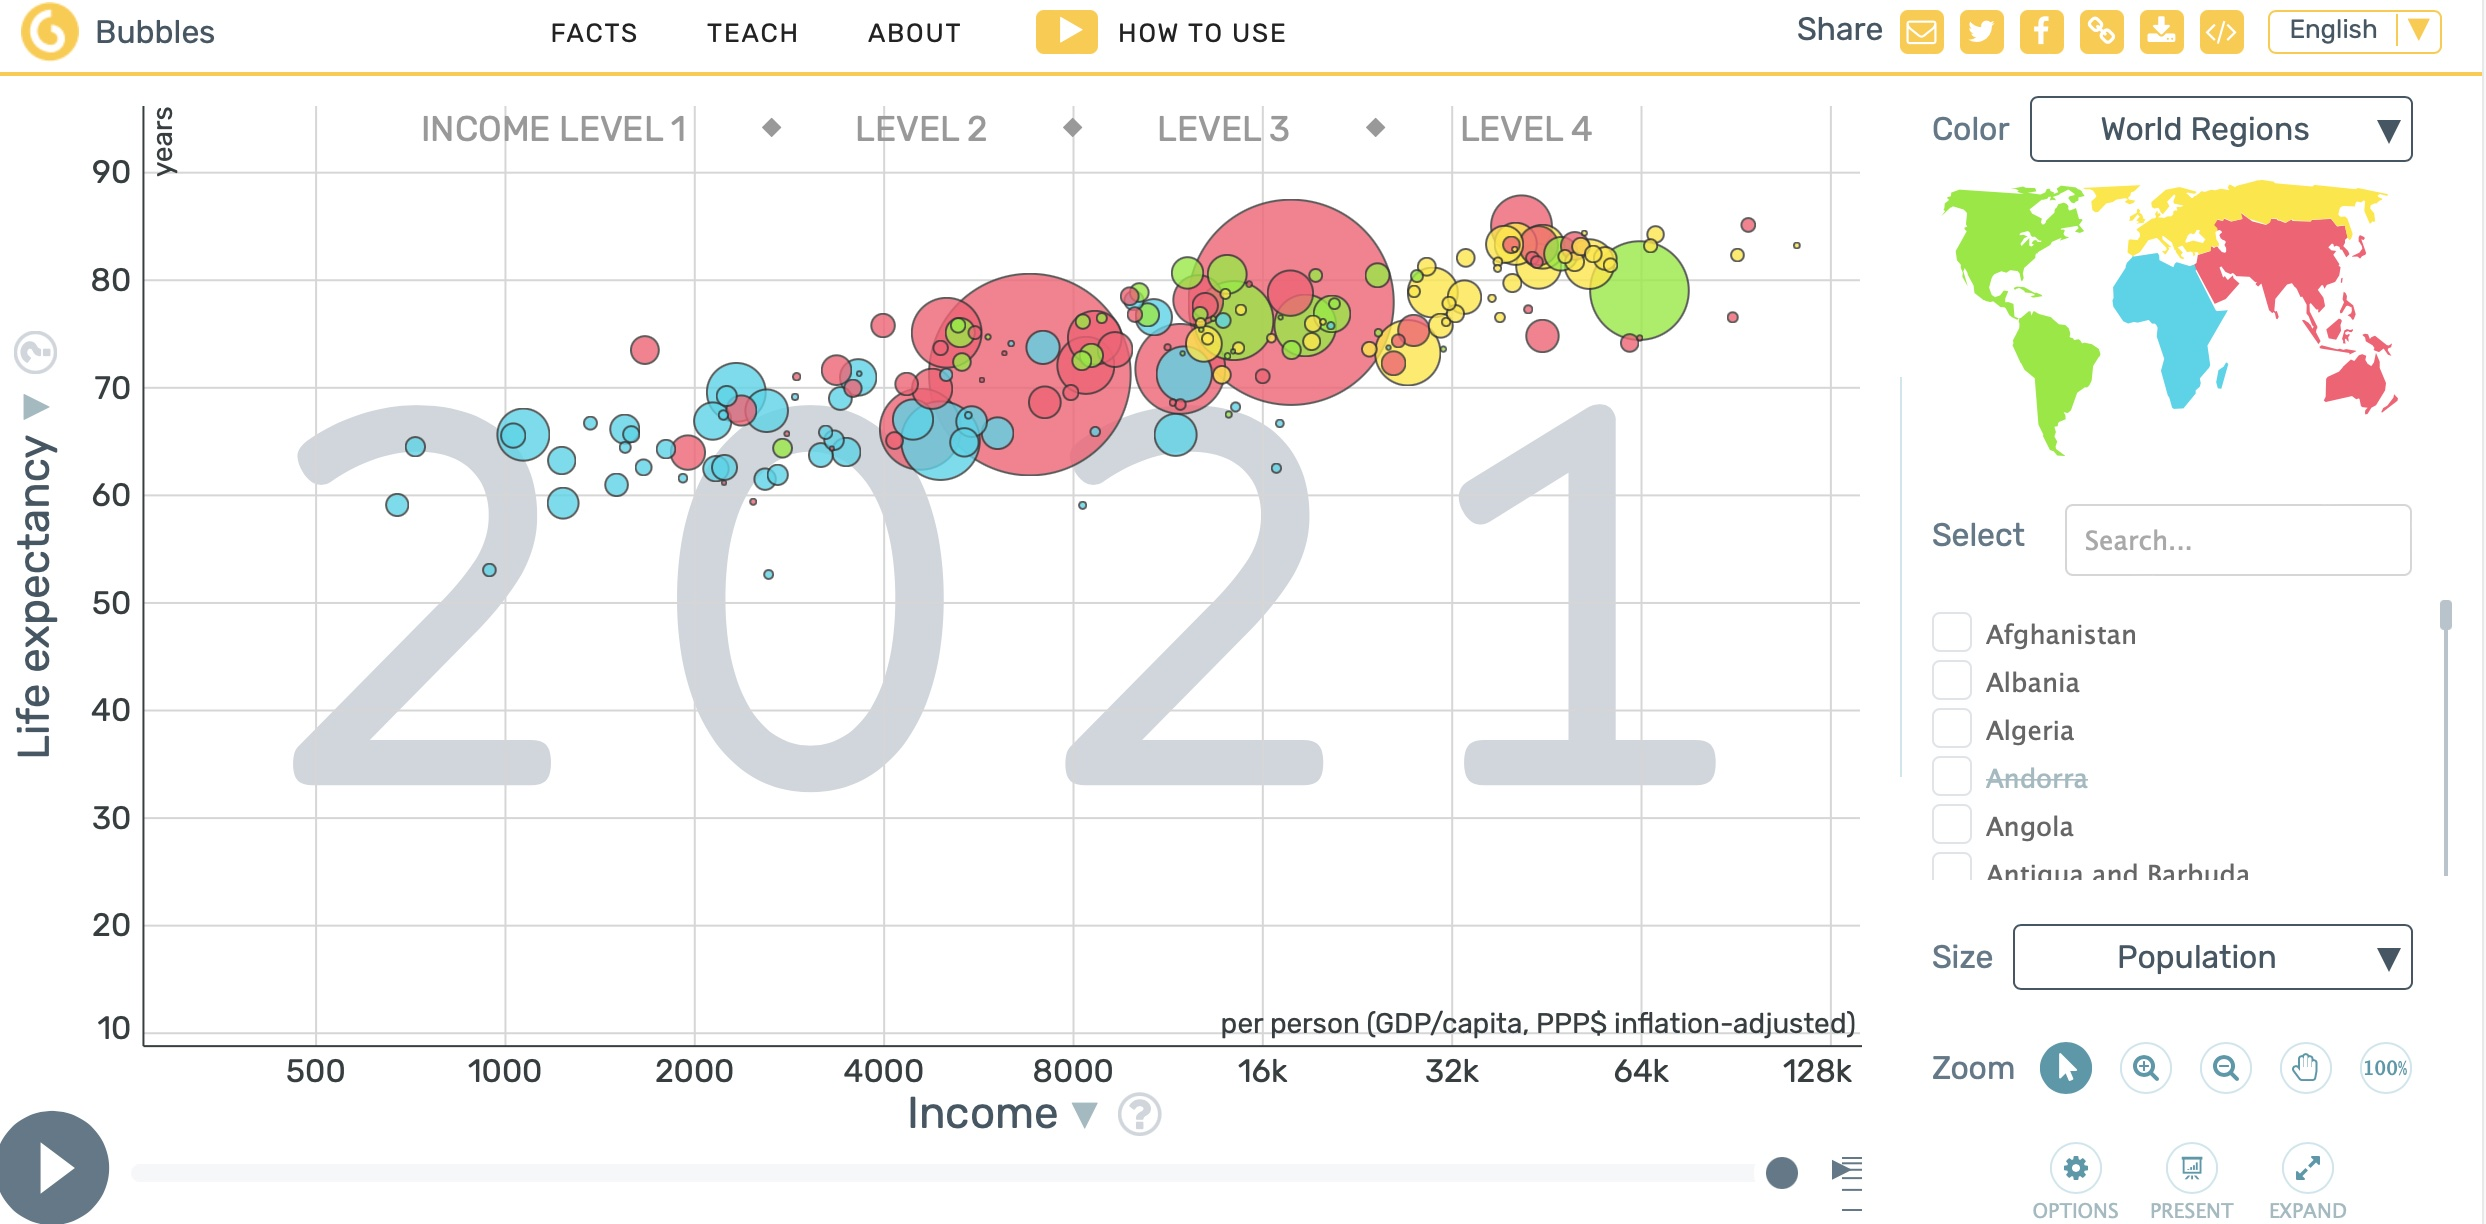 Bubbles
FACTS TEACH ABOUT HOW TO USE
Share English ▼
years
INCOME LEVEL 1 ◆ LEVEL 2 ◆ LEVEL 3 ◆ LEVEL 4
90
80
70
60
50
40
30
20
10
Life expectancy ▼ ?
2021
per person (GDP/capita, PPP$ inflation-adjusted)
500 1000 2000 4000 8000 16k 32k 64k 128k
Income ▼ ?
Color World Regions ▼
Select Search...
Afghanistan
Albania
Algeria
Andorra
Angola
Antigua and Barbuda
Size Population ▼
Zoom 100%
OPTIONS PRESENT EXPAND